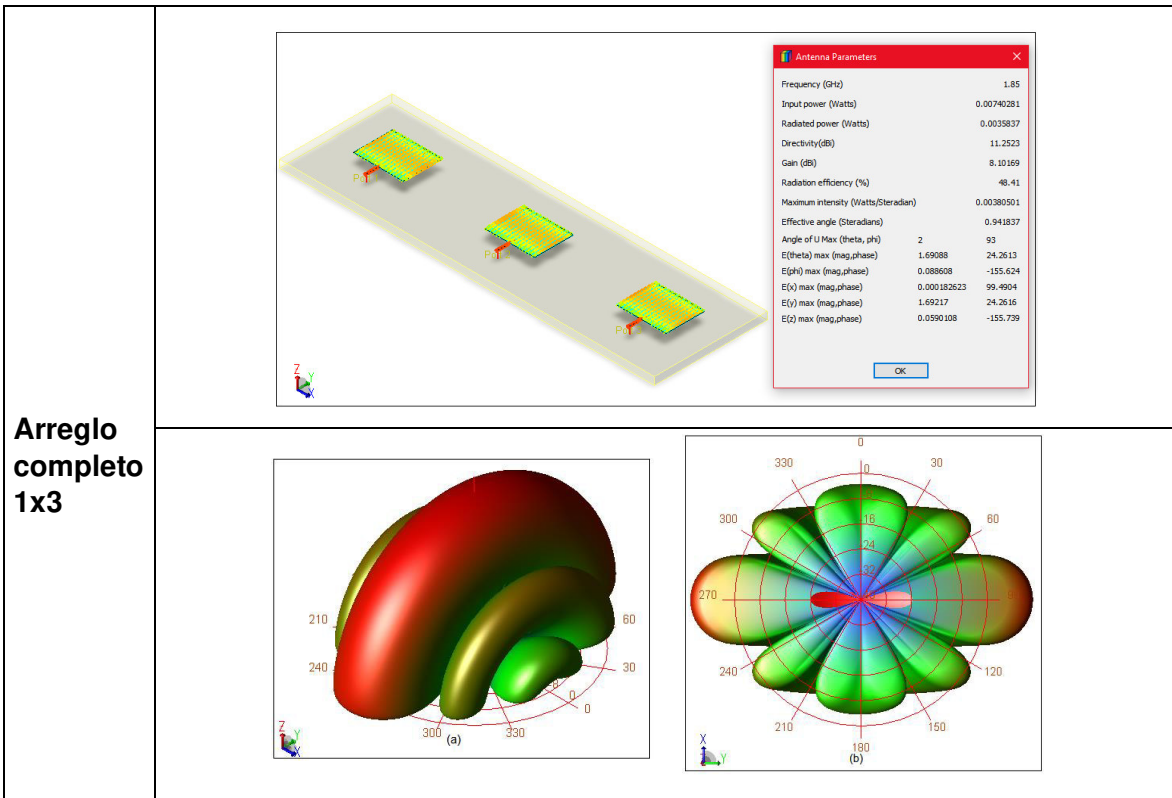 Arreglo
completo
1x3
Antenna Parameters
Frequency (GHz) 1.85
Input power (Watts) 0.00740281
Radiated power (Watts) 0.0035837
Directivity(dBi) 11.2523
Gain (dBi) 8.10169
Radiation efficiency (%) 48.41
Maximum intensity (Watts/Steradian) 0.00380501
Effective angle (Steradians) 0.941837
Angle of U Max (theta, phi) 2 93
E(theta) max (mag,phase) 1.69088 24.2613
E(phi) max (mag,phase) 0.088608 -155.624
E(x) max (mag,phase) 0.000182623 99.4904
E(y) max (mag,phase) 1.69217 24.2616
E(z) max (mag,phase) 0.0590108 -155.739
OK
Z
Y
X
210
240
300
330
0
0
30
60
(a)
Z
Y
X
0
330
30
300
60
270
240
120
210
150
180
0
16
24
32
(b)
X
Y